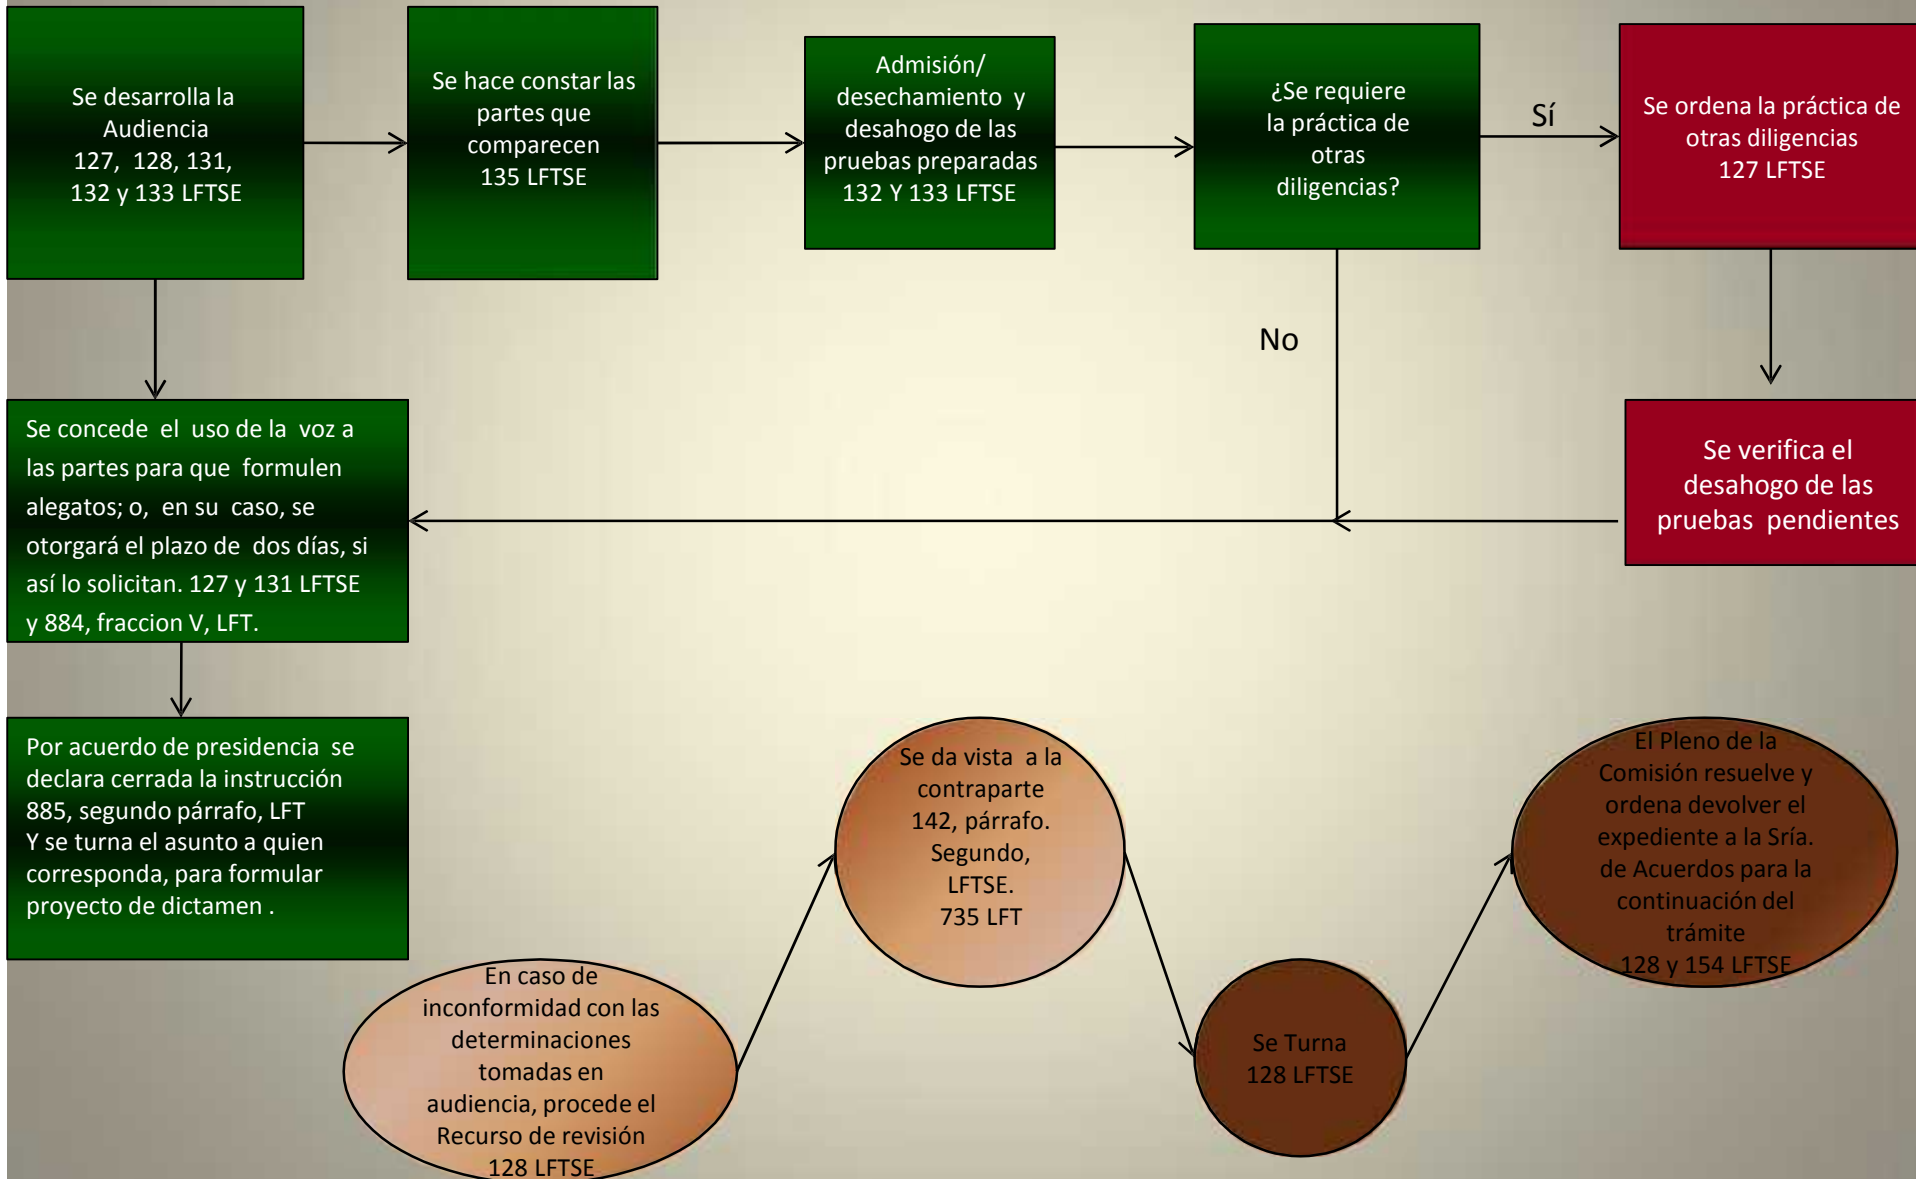 Se desarrolla la
Audiencia
127, 128, 131,
132 y 133 LFTSE
Se hace constar las
partes que
comparecen
135 LFTSE
Admisión/
desechamiento y
desahogo de las
pruebas preparadas
132 Y 133 LFTSE
¿Se requiere
la práctica de
otras
diligencias?
Sí
Se ordena la práctica de
otras diligencias
127 LFTSE
No
Se verifica el
desahogo de las
pruebas pendientes
Se concede el uso de la voz a
las partes para que formulen
alegatos; o, en su caso, se
otorgará el plazo de dos días, si
así lo solicitan. 127 y 131 LFTSE
y 884, fraccion V, LFT.
Por acuerdo de presidencia se
declara cerrada la instrucción
885, segundo párrafo, LFT
Y se turna el asunto a quien
corresponda, para formular
proyecto de dictamen .
En caso de
inconformidad con las
determinaciones
tomadas en
audiencia, procede el
Recurso de revisión
128 LFTSE
Se da vista a la
contraparte
142, párrafo.
Segundo,
LFTSE.
735 LFT
Se Turna
128 LFTSE
El Pleno de la
Comisión resuelve y
ordena devolver el
expediente a la Sría.
de Acuerdos para la
continuación del
trámite
128 y 154 LFTSE